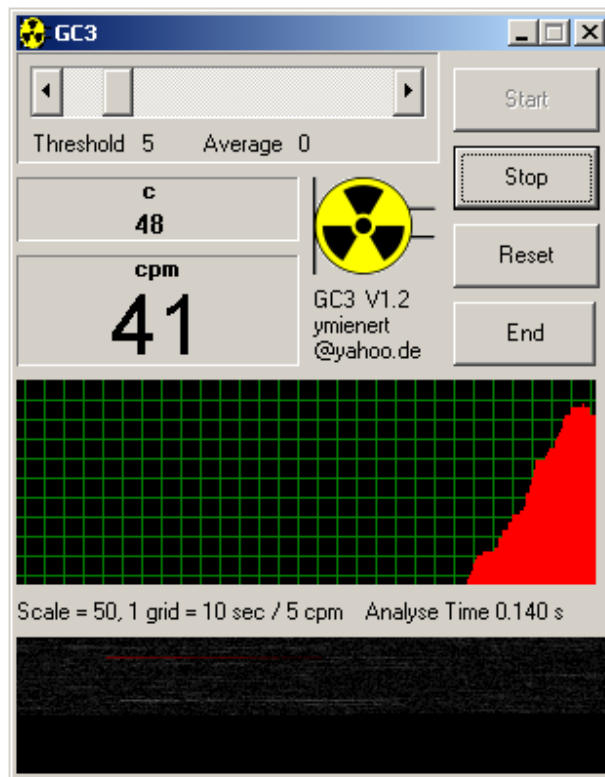 GC3
Threshold 5 Average 0
Start
Stop
Reset
End
c
48
cpm
41
GC3 V1.2
ymienert
@yahoo.de
Scale = 50, 1 grid = 10 sec / 5 cpm Analyse Time 0.140 s